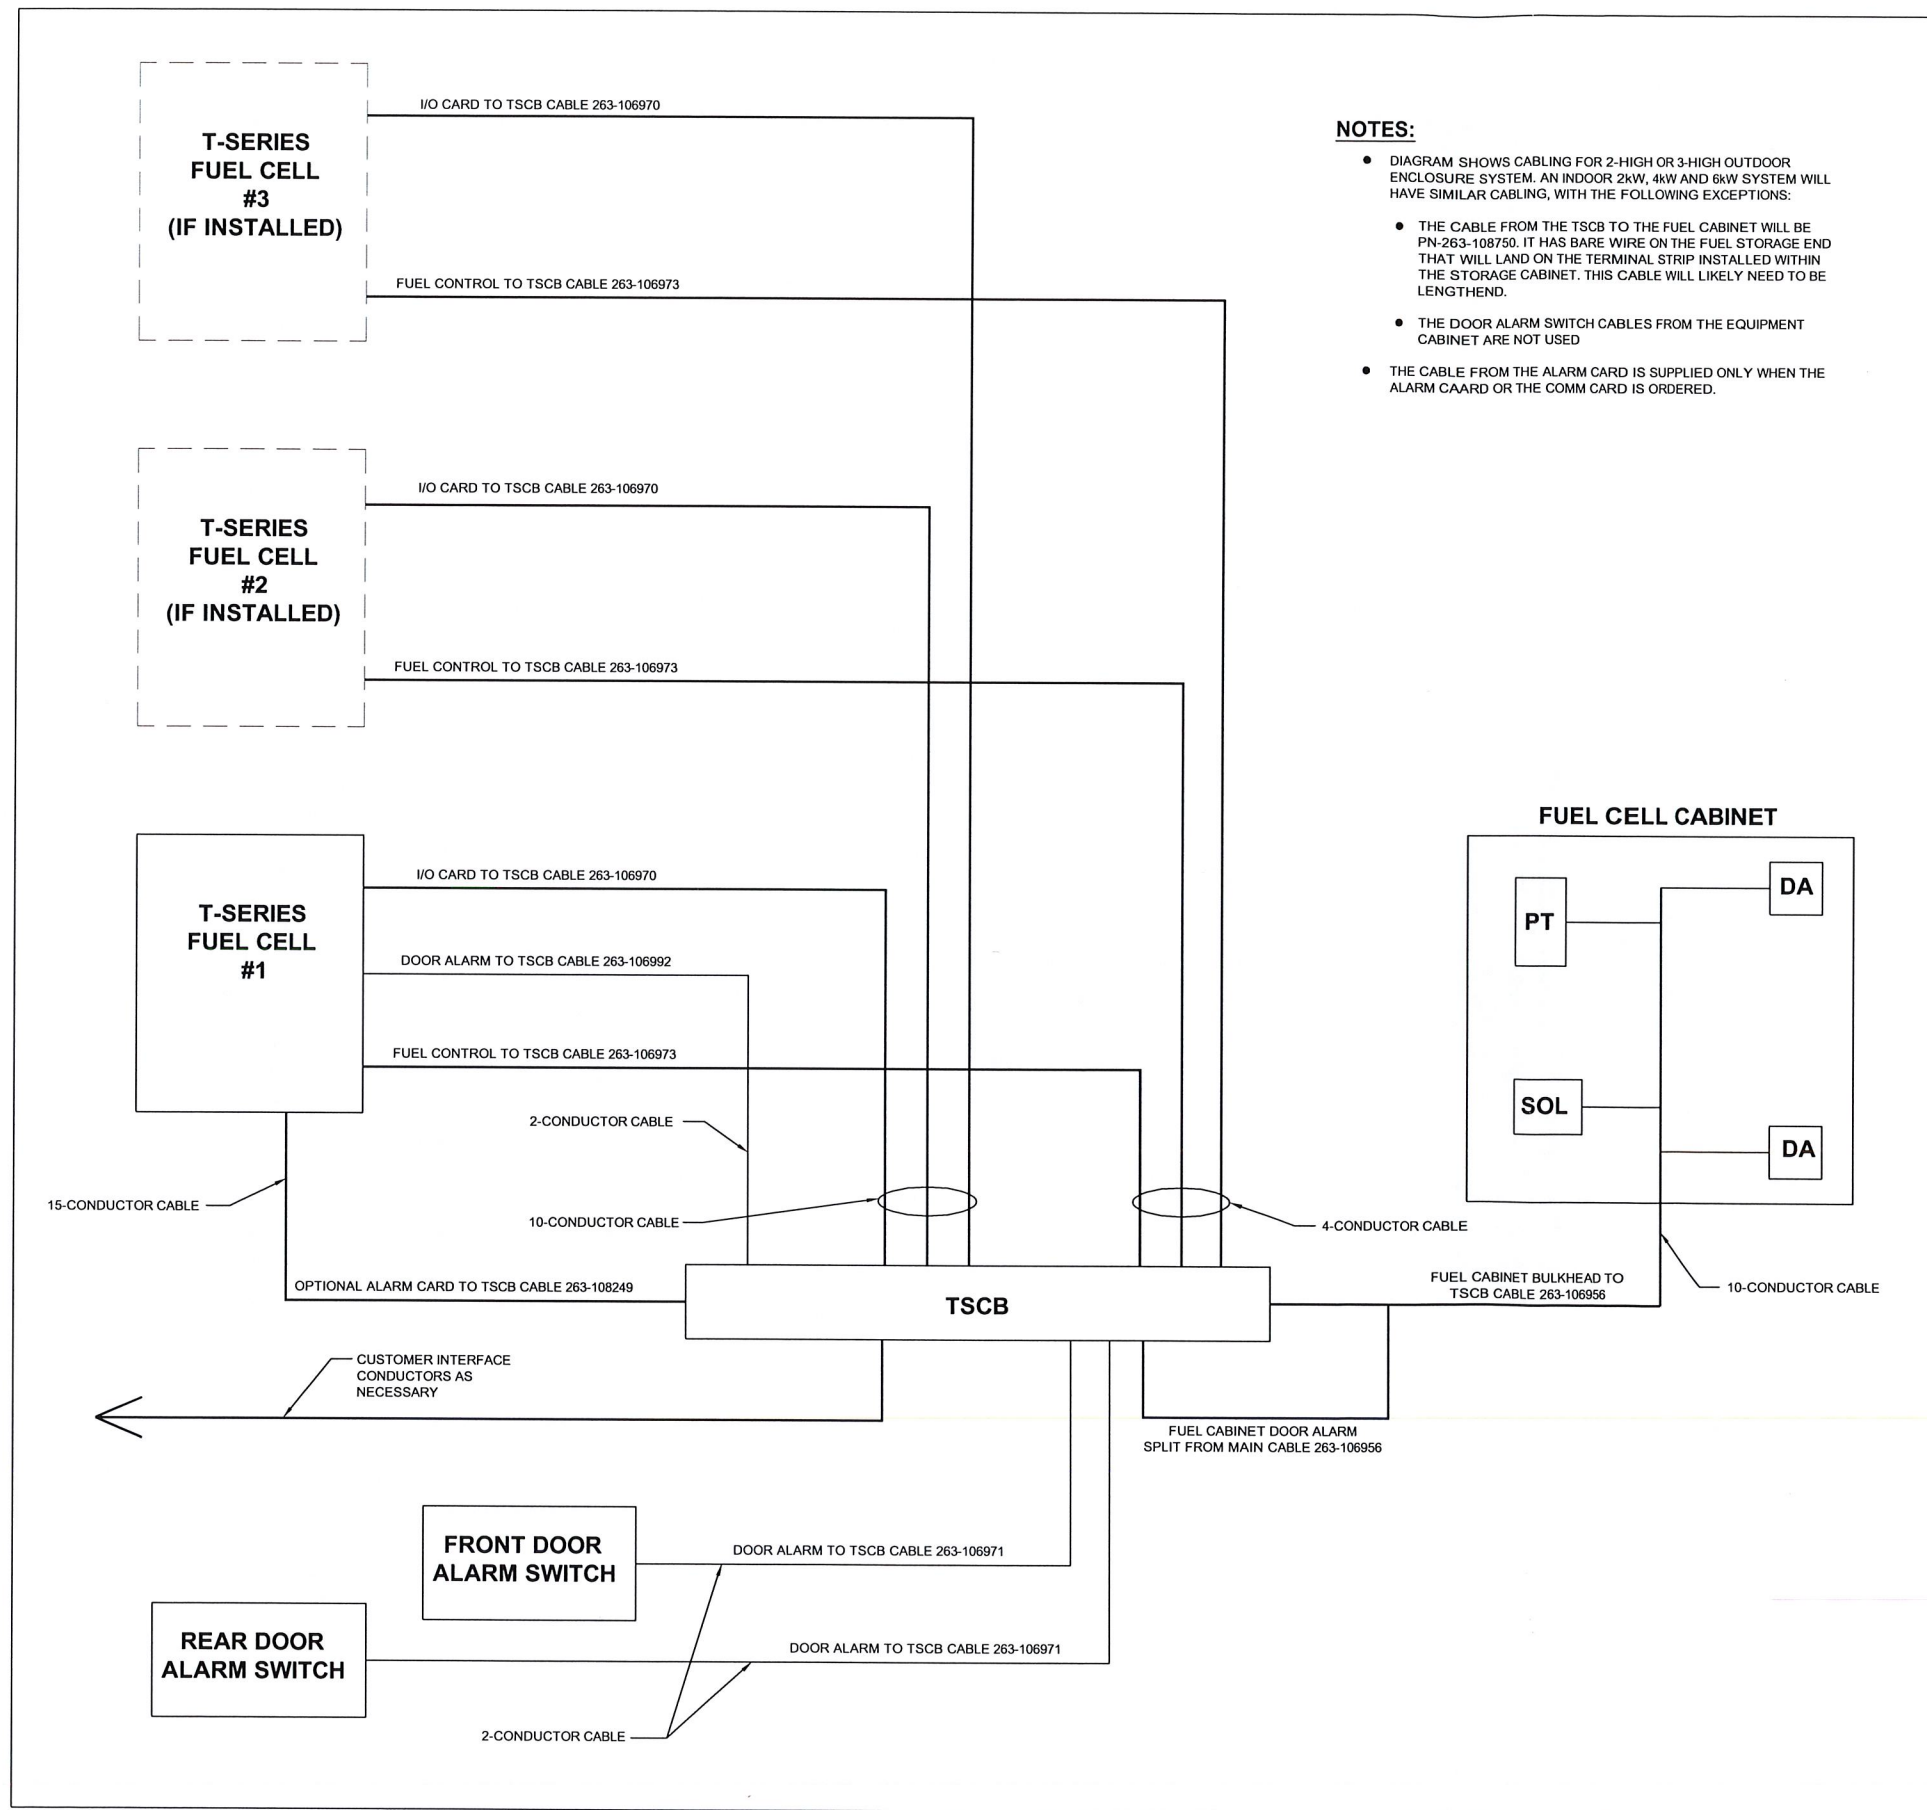 I/O CARD TO TSCB CABLE 263-106970
T-SERIES
FUEL CELL
#3
(IF INSTALLED)
FUEL CONTROL TO TSCB CABLE 263-106973
NOTES:
● DIAGRAM SHOWS CABLING FOR 2-HIGH OR 3-HIGH OUTDOOR
ENCLOSURE SYSTEM. AN INDOOR 2kW, 4kW AND 6kW SYSTEM WILL
HAVE SIMILAR CABLING, WITH THE FOLLOWING EXCEPTIONS:
● THE CABLE FROM THE TSCB TO THE FUEL CABINET WILL BE
PN-263-108750. IT HAS BARE WIRE ON THE FUEL STORAGE END
THAT WILL LAND ON THE TERMINAL STRIP INSTALLED WITHIN
THE STORAGE CABINET. THIS CABLE WILL LIKELY NEED TO BE
LENGTHEND.
● THE DOOR ALARM SWITCH CABLES FROM THE EQUIPMENT
CABINET ARE NOT USED
● THE CABLE FROM THE ALARM CARD IS SUPPLIED ONLY WHEN THE
ALARM CAARD OR THE COMM CARD IS ORDERED.
I/O CARD TO TSCB CABLE 263-106970
T-SERIES
FUEL CELL
#2
(IF INSTALLED)
FUEL CONTROL TO TSCB CABLE 263-106973
I/O CARD TO TSCB CABLE 263-106970
T-SERIES
FUEL CELL
#1
DOOR ALARM TO TSCB CABLE 263-106992
FUEL CONTROL TO TSCB CABLE 263-106973
FUEL CELL CABINET
DA
PT
SOL
DA
2-CONDUCTOR CABLE
15-CONDUCTOR CABLE
10-CONDUCTOR CABLE
4-CONDUCTOR CABLE
OPTIONAL ALARM CARD TO TSCB CABLE 263-108249
TSCB
FUEL CABINET BULKHEAD TO
TSCB CABLE 263-106956
10-CONDUCTOR CABLE
CUSTOMER INTERFACE
CONDUCTORS AS
NECESSARY
FUEL CABINET DOOR ALARM
SPLIT FROM MAIN CABLE 263-106956
FRONT DOOR
ALARM SWITCH
DOOR ALARM TO TSCB CABLE 263-106971
REAR DOOR
ALARM SWITCH
DOOR ALARM TO TSCB CABLE 263-106971
2-CONDUCTOR CABLE